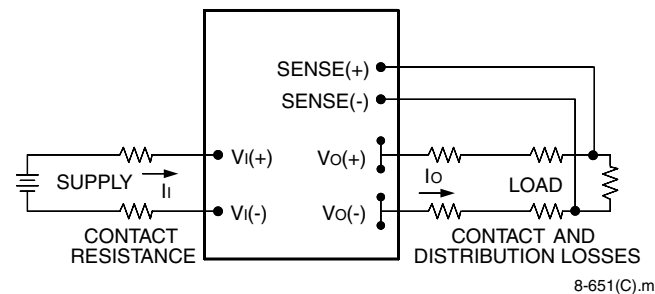 SENSE(+)
SENSE(-)
VI(+)
VO(+)
SUPPLY
II
IO
LOAD
VI(-)
VO(-)
CONTACT
RESISTANCE
CONTACT AND
DISTRIBUTION LOSSES
8-651(C).m